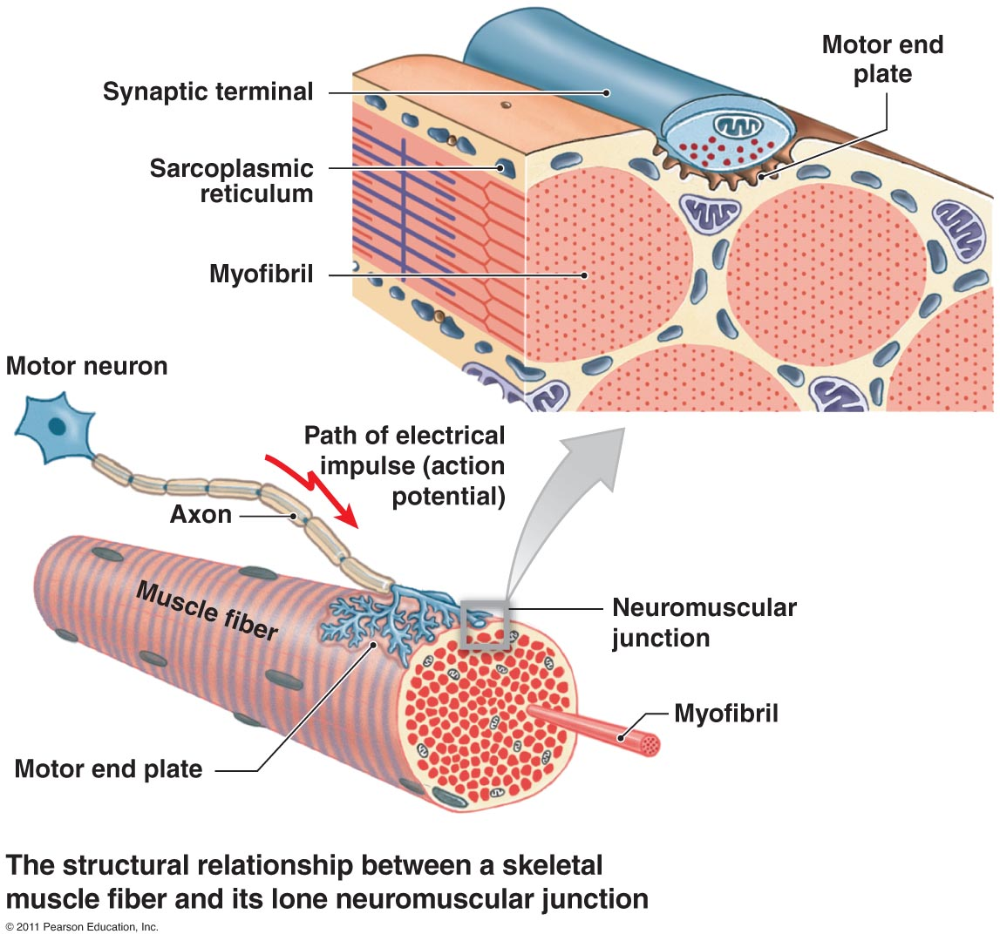 Motor end
plate
Synaptic terminal
Sarcoplasmic
reticulum
Myofibril
Motor neuron
Path of electrical
impulse (action
potential)
Axon
Muscle fiber
Neuromuscular
junction
Myofibril
Motor end plate
The structural relationship between a skeletal
muscle fiber and its lone neuromuscular junction
© 2011 Pearson Education, Inc.